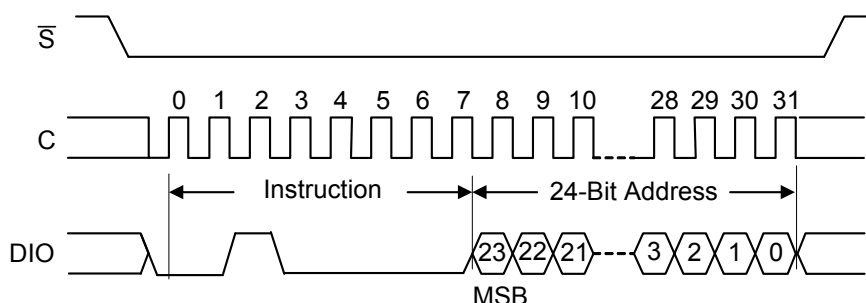 S
0 1 2 3 4 5 6 7 8 9 10 28 29 30 31
C
Instruction 24-Bit Address
DIO 23 22 21 3 2 1 0
MSB